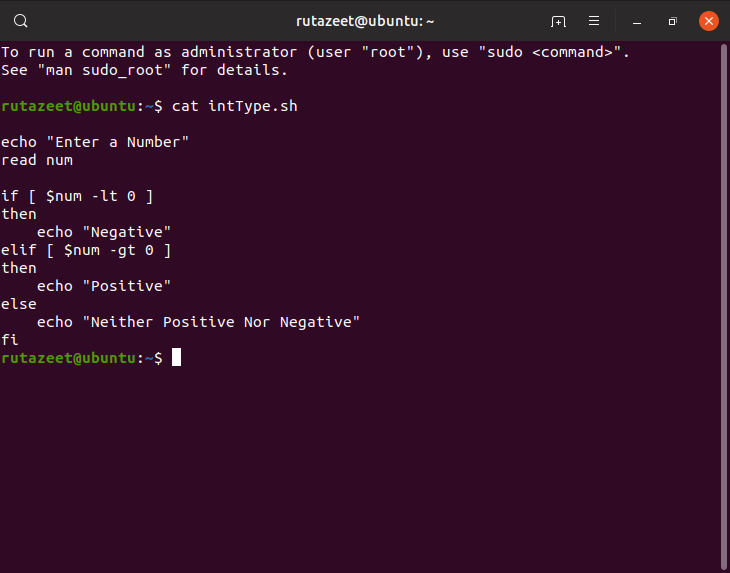 rutazeet@ubuntu: ~
To run a command as administrator (user "root"), use "sudo <command>".
See "man sudo_root" for details.
rutazeet@ubuntu:~$ cat intType.sh
echo "Enter a Number"
read num
if [ $num -lt 0 ]
then
    echo "Negative"
elif [ $num -gt 0 ]
then
    echo "Positive"
else
    echo "Neither Positive Nor Negative"
fi
rutazeet@ubuntu:~$